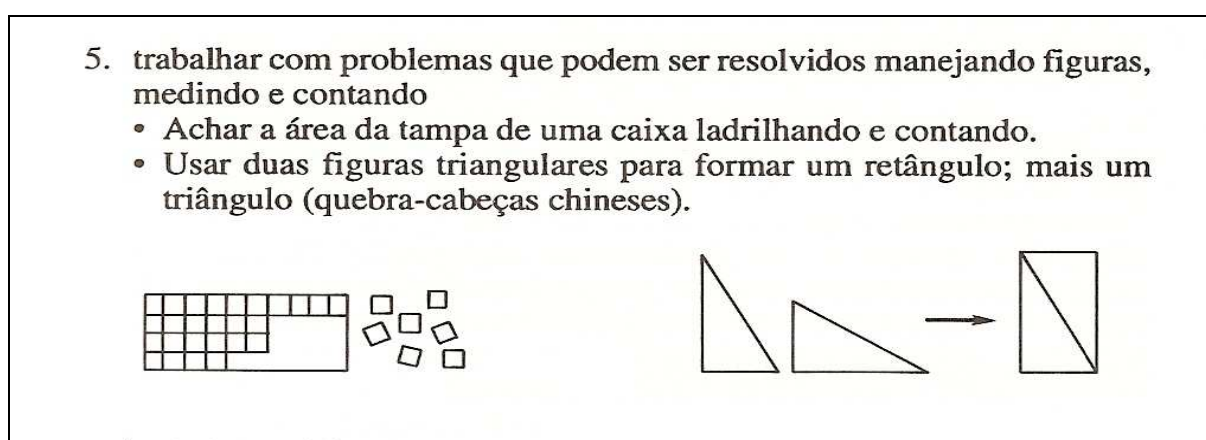 5. trabalhar com problemas que podem ser resolvidos manejando figuras,
medindo e contando
• Achar a área da tampa de uma caixa ladrilhando e contando.
• Usar duas figuras triangulares para formar um retângulo; mais um
triângulo (quebra-cabeças chineses).